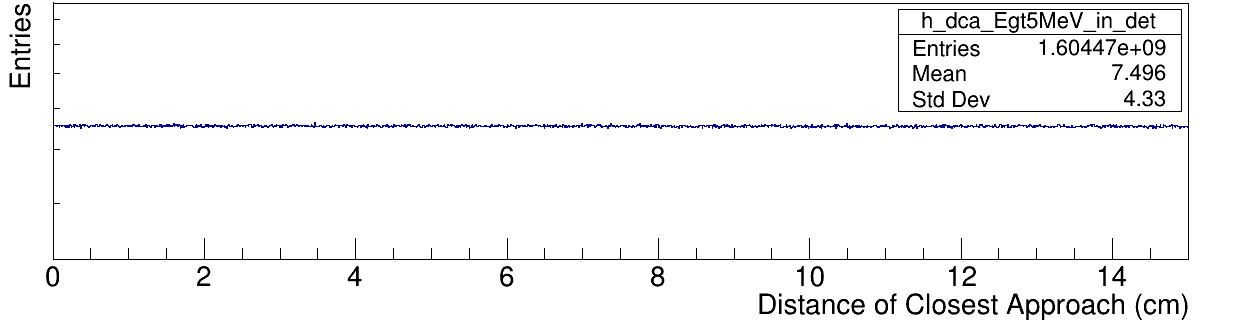 Entries
h_dca_Egt5MeV_in_det
Entries 1.60447e+09
Mean 7.496
Std Dev 4.33
0 2 4 6 8 10 12 14
Distance of Closest Approach (cm)